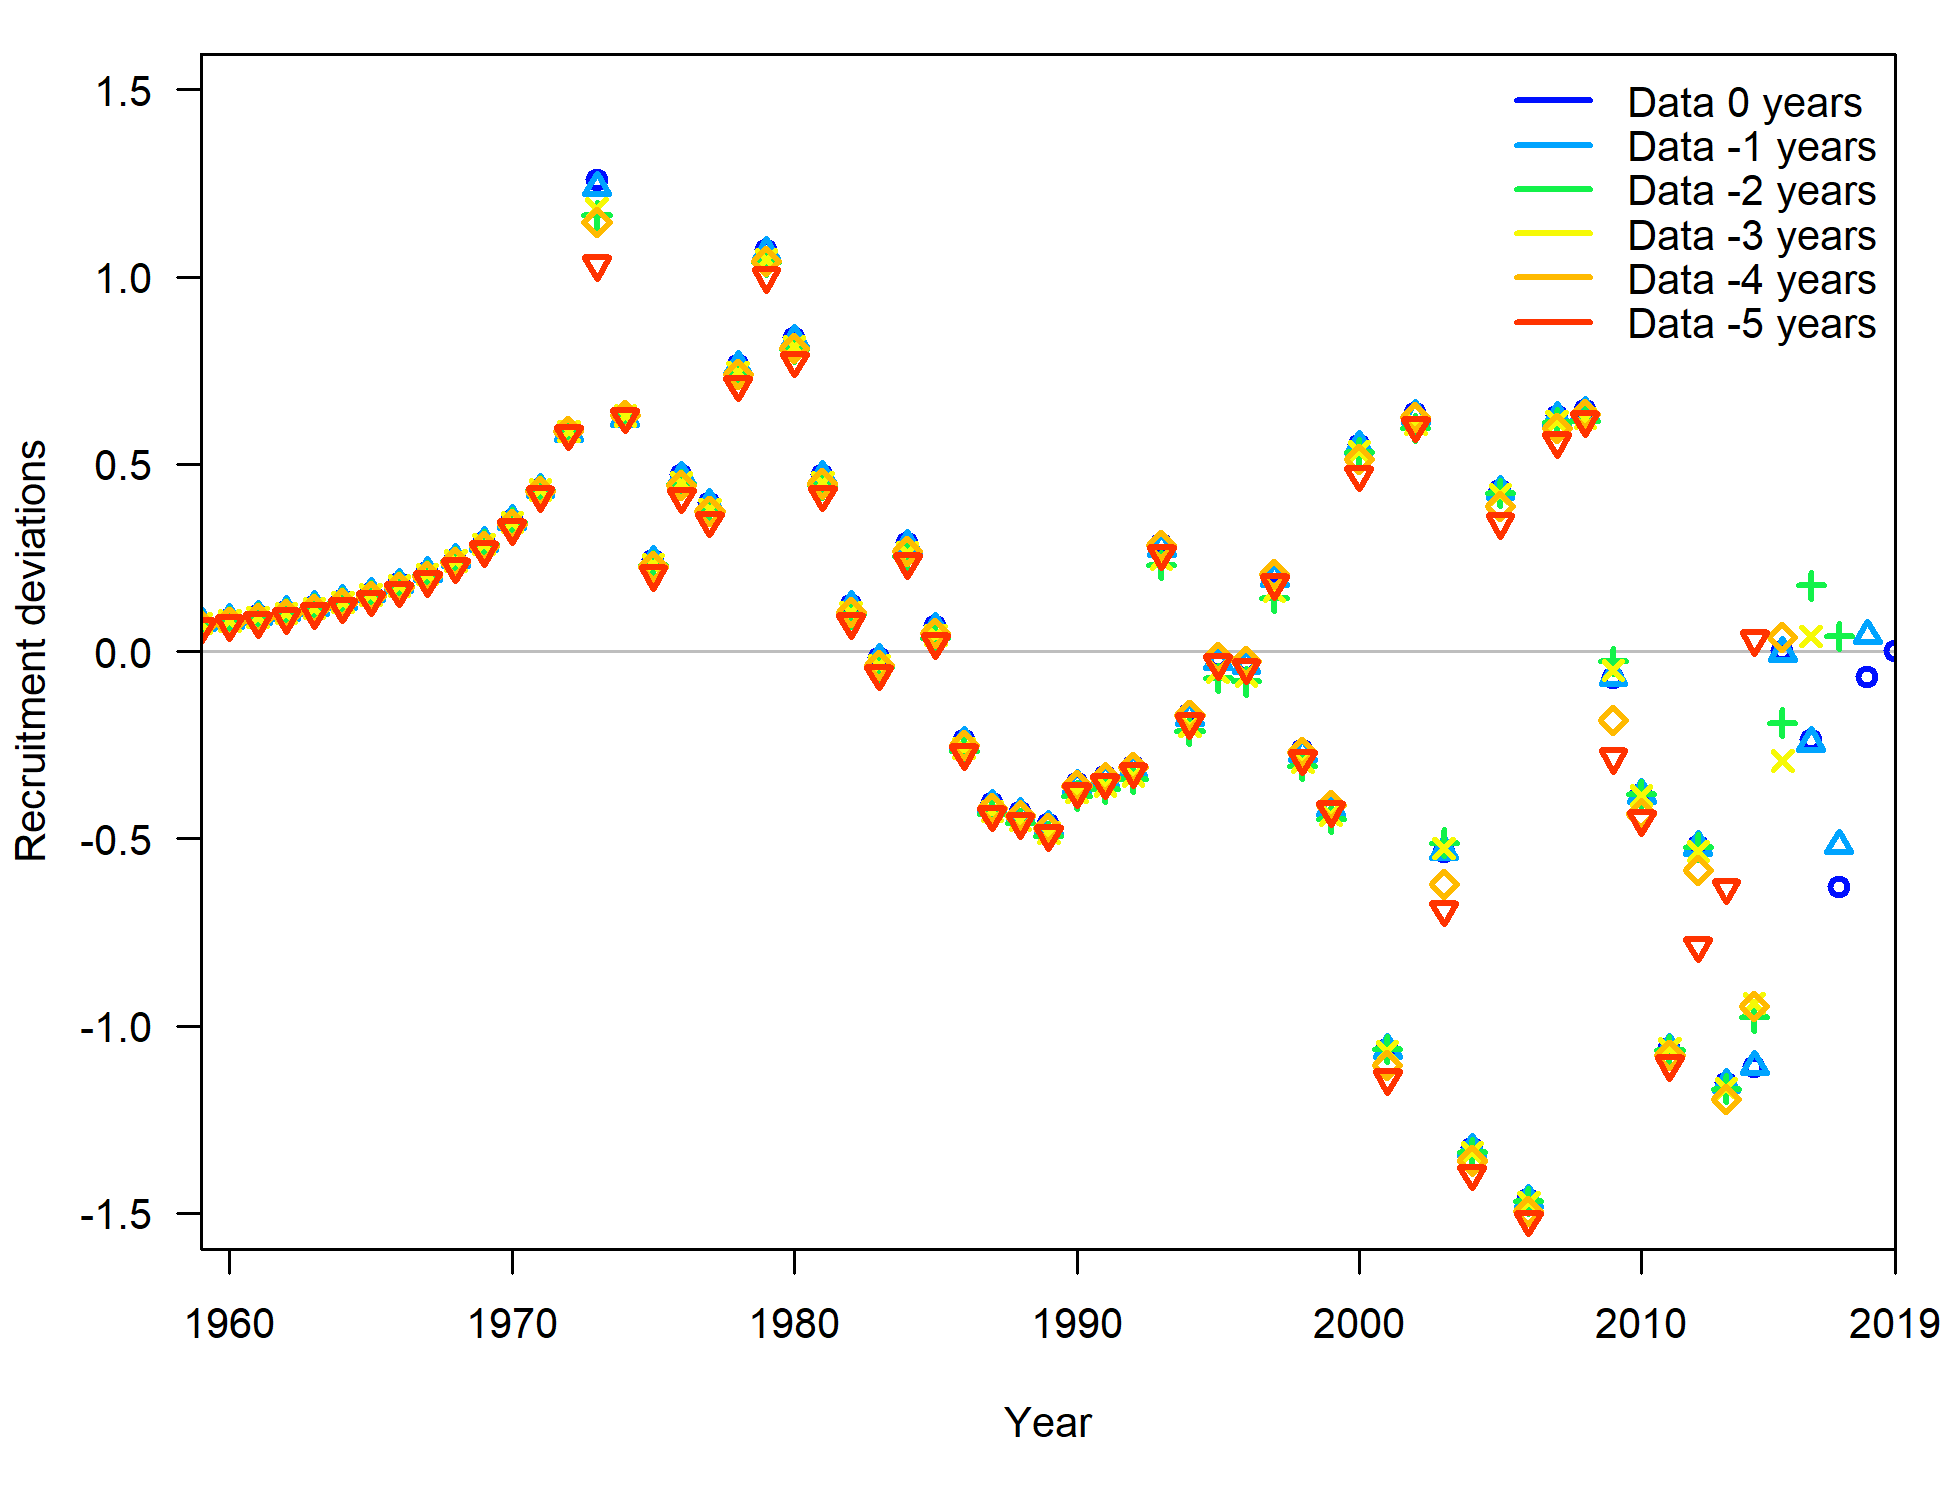 1.5
1.0
0.5
0.0
-0.5
-1.0
-1.5
Recruitment deviations
Data 0 years
Data -1 years
Data -2 years
Data -3 years
Data -4 years
Data -5 years
1960 1970 1980 1990 2000 2010 2019
Year